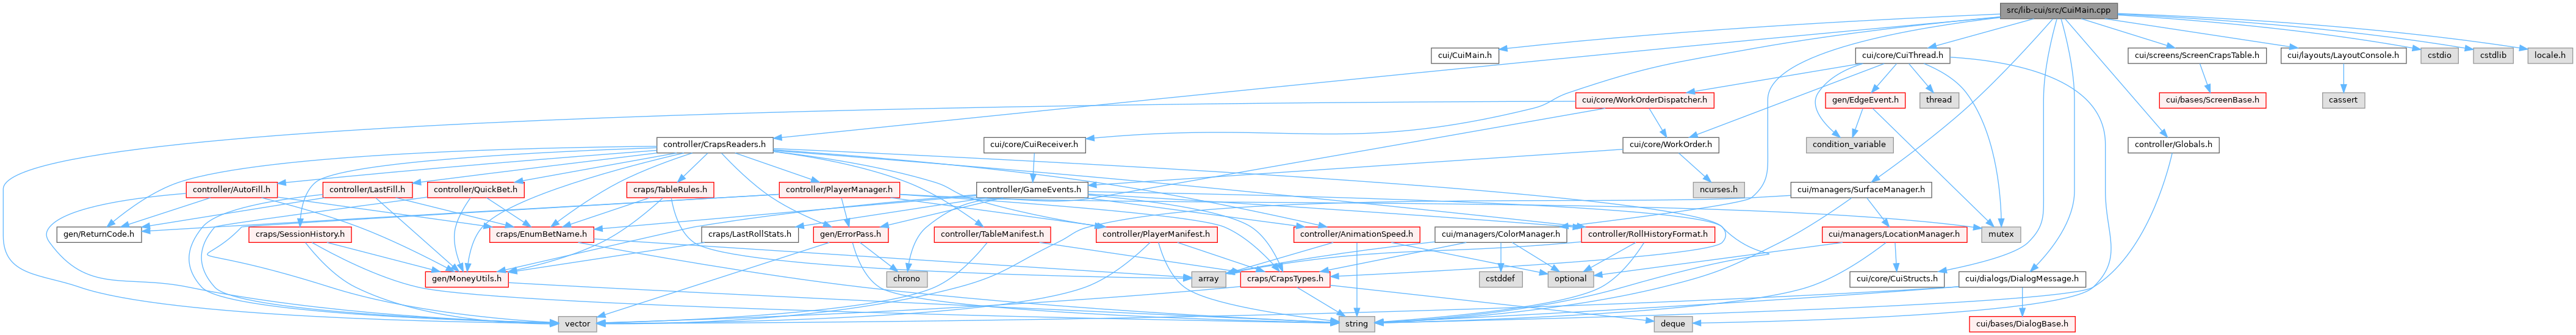 src/lib-cui/src/CuiMain.cpp
cui/CuiMain.h
cui/core/CuiThread.h
cui/screens/ScreenCrapsTable.h
cui/layouts/LayoutConsole.h
cstdio
cstdlib
locale.h
cui/core/WorkOrderDispatcher.h
gen/EdgeEvent.h
thread
cui/bases/ScreenBase.h
cassert
controller/CrapsReaders.h
cui/core/CuiReceiver.h
cui/core/WorkOrder.h
condition_variable
controller/Globals.h
controller/AutoFill.h
controller/LastFill.h
controller/QuickBet.h
craps/TableRules.h
controller/PlayerManager.h
controller/GameEvents.h
ncurses.h
cui/managers/SurfaceManager.h
gen/ReturnCode.h
craps/SessionHistory.h
craps/EnumBetName.h
craps/LastRollStats.h
gen/ErrorPass.h
controller/TableManifest.h
controller/PlayerManifest.h
controller/AnimationSpeed.h
cui/managers/ColorManager.h
controller/RollHistoryFormat.h
cui/managers/LocationManager.h
mutex
gen/MoneyUtils.h
chrono
array
craps/CrapsTypes.h
cstddef
optional
cui/core/CuiStructs.h
cui/dialogs/DialogMessage.h
vector
string
deque
cui/bases/DialogBase.h